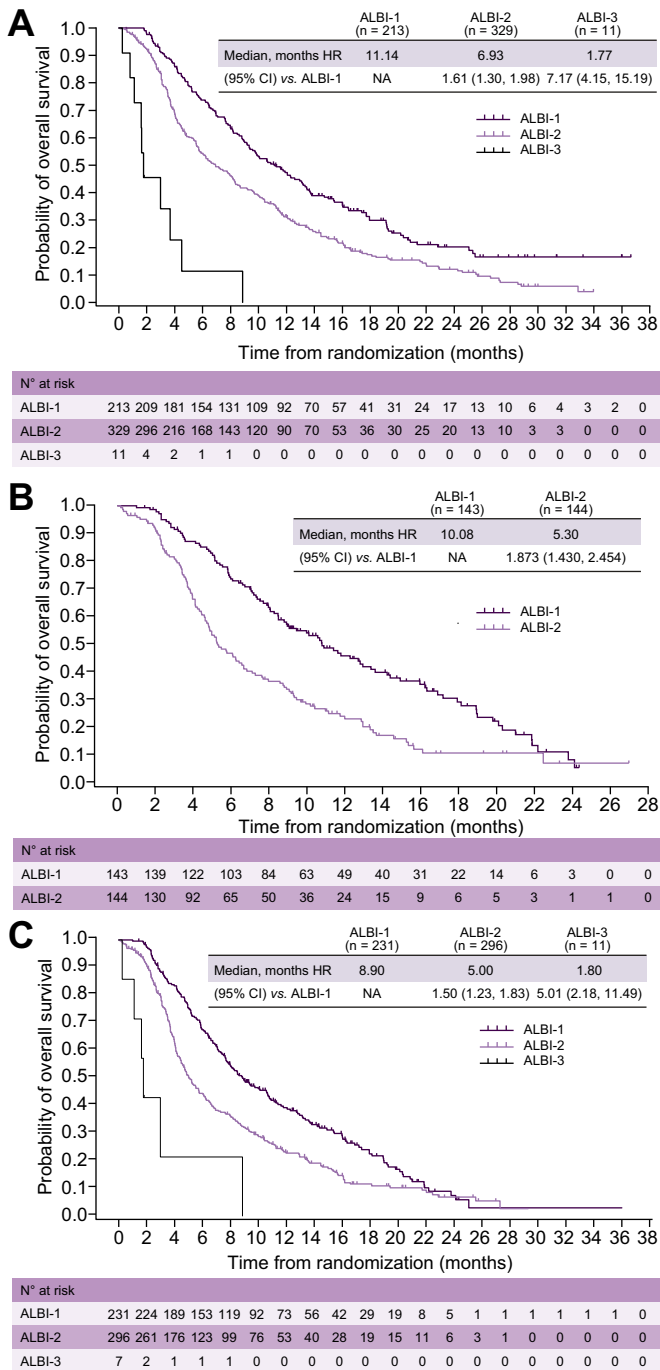 A
ALBI-1 ALBI-2 ALBI-3
(n = 213) (n = 329) (n = 11)
Median, months HR 11.14 6.93 1.77
(95% CI) vs. ALBI-1 NA 1.61 (1.30, 1.98) 7.17 (4.15, 15.19)
ALBI-1
ALBI-2
ALBI-3
Probability of overall survival
1.0
0.9
0.8
0.7
0.6
0.5
0.4
0.3
0.2
0.1
0.0
0 2 4 6 8 10 12 14 16 18 20 22 24 26 28 30 32 34 36 38
Time from randomization (months)
N° at risk
ALBI-1 213 209 181 154 131 109 92 70 57 41 31 24 17 13 10 6 4 3 2 0
ALBI-2 329 296 216 168 143 120 90 70 53 36 30 25 20 13 10 3 3 0 0 0
ALBI-3 11 4 2 1 1 0 0 0 0 0 0 0 0 0 0 0 0 0 0 0
B
ALBI-1 ALBI-2
(n = 143) (n = 144)
Median, months HR 10.08 5.30
(95% CI) vs. ALBI-1 NA 1.873 (1.430, 2.454)
ALBI-1
ALBI-2
Probability of overall survival
1.0
0.9
0.8
0.7
0.6
0.5
0.4
0.3
0.2
0.1
0.0
0 2 4 6 8 10 12 14 16 18 20 22 24 26 28
Time from randomization (months)
N° at risk
ALBI-1 143 139 122 103 84 63 49 40 31 22 14 6 3 0 0
ALBI-2 144 130 92 65 50 36 24 15 9 6 5 3 1 1 0
C
ALBI-1 ALBI-2 ALBI-3
(n = 231) (n = 296) (n = 11)
Median, months HR 8.90 5.00 1.80
(95% CI) vs. ALBI-1 NA 1.50 (1.23, 1.83) 5.01 (2.18, 11.49)
ALBI-1
ALBI-2
ALBI-3
Probability of overall survival
1.0
0.9
0.8
0.7
0.6
0.5
0.4
0.3
0.2
0.1
0.0
0 2 4 6 8 10 12 14 16 18 20 22 24 26 28 30 32 34 36 38
Time from randomization (months)
N° at risk
ALBI-1 231 224 189 153 119 92 73 56 42 29 19 8 5 1 1 1 1 1 1 0
ALBI-2 296 261 176 123 99 76 53 40 28 19 15 11 6 3 1 0 0 0 0 0
ALBI-3 7 2 1 1 1 0 0 0 0 0 0 0 0 0 0 0 0 0 0 0